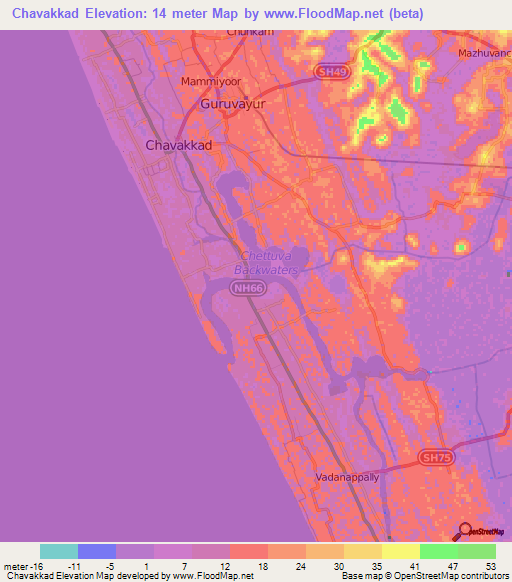 Chavakkad Elevation: 14 meter Map by www.FloodMap.net (beta)
Chunkam
Mazhuvanc
SH49
Mammiyoor
Guruvayur
Chavakkad
Chettuva
Backwaters
NH66
SH75
Vadanappally
OpenStreetMap
meter -16 -11 -5 1 7 12 18 24 30 35 41 47 53
Chavakkad Elevation Map developed by www.FloodMap.net
Base map © OpenStreetMap contributors